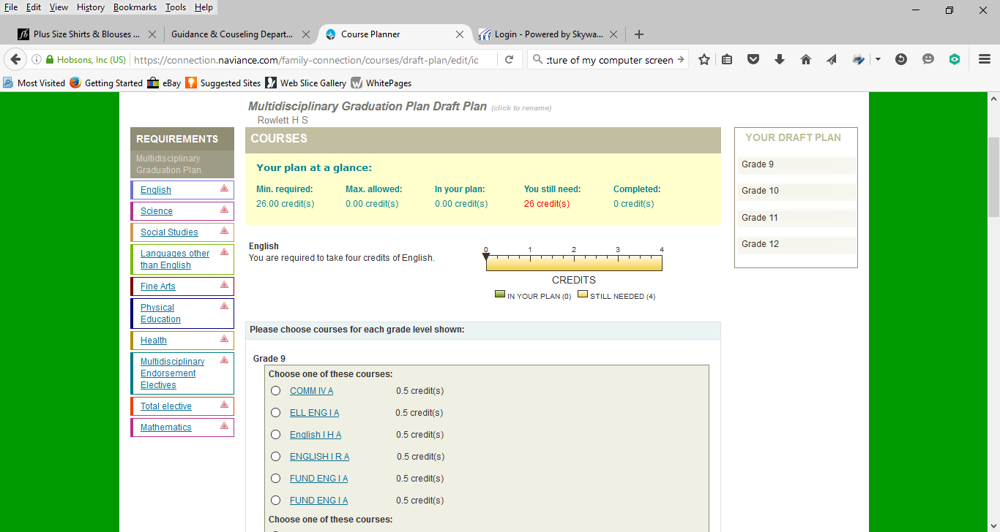 File Edit View History Bookmarks Tools Help
Plus Size Shirts & Blouses ...
Guidance & Couseling Depart...
Course Planner
Login - Powered by Skywa...
Hobsons, Inc (US)
https://connection.naviance.com/family-connection/courses/draft-plan/edit/ic
:cture of my computer screen
Most Visited Getting Started eBay Suggested Sites Web Slice Gallery WhitePages
Multidisciplinary Graduation Plan Draft Plan (click to rename)
Rowlett H S
REQUIREMENTS
Multidisciplinary
Graduation Plan
English
Science
Social Studies
Languages other
than English
Fine Arts
Physical
Education
Health
Multidisciplinary
Endorsement
Electives
Total elective
Mathematics
COURSES
Your plan at a glance:
Min. required: Max. allowed: In your plan: You still need: Completed:
26.00 credit(s) 0.00 credit(s) 0.00 credit(s) 26 credit(s) 0 credit(s)
English
You are required to take four credits of English.
0 1 2 3 4
CREDITS
IN YOUR PLAN (0) STILL NEEDED (4)
Please choose courses for each grade level shown:
Grade 9
Choose one of these courses:
COMM IV A 0.5 credit(s)
ELL ENG I A 0.5 credit(s)
English I H A 0.5 credit(s)
ENGLISH I R A 0.5 credit(s)
FUND ENG I A 0.5 credit(s)
FUND ENG I A 0.5 credit(s)
Choose one of these courses:
YOUR DRAFT PLAN
Grade 9
Grade 10
Grade 11
Grade 12